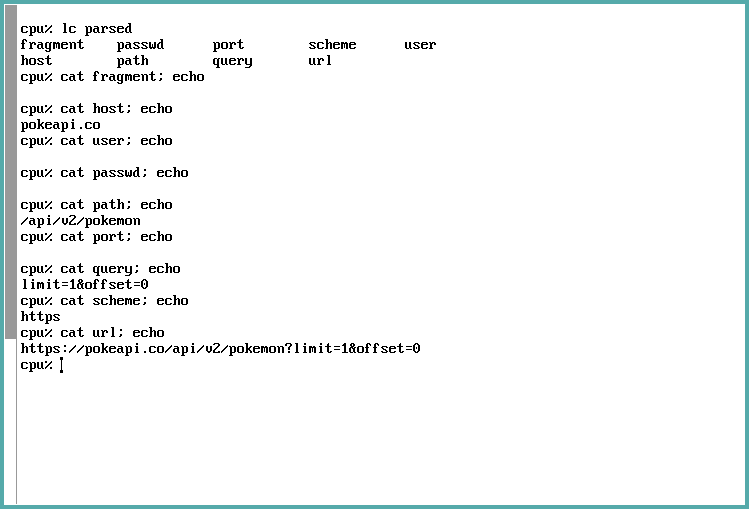 cpu% lc parsed
fragment passwd port scheme user
host path query url
cpu% cat fragment; echo
cpu% cat host; echo
pokeapi.co
cpu% cat user; echo
cpu% cat passwd; echo
cpu% cat path; echo
/api/v2/pokemon
cpu% cat port; echo
cpu% cat query; echo
limit=1&offset=0
cpu% cat scheme; echo
https
cpu% cat url; echo
https://pokeapi.co/api/v2/pokemon?limit=1&offset=0
cpu%